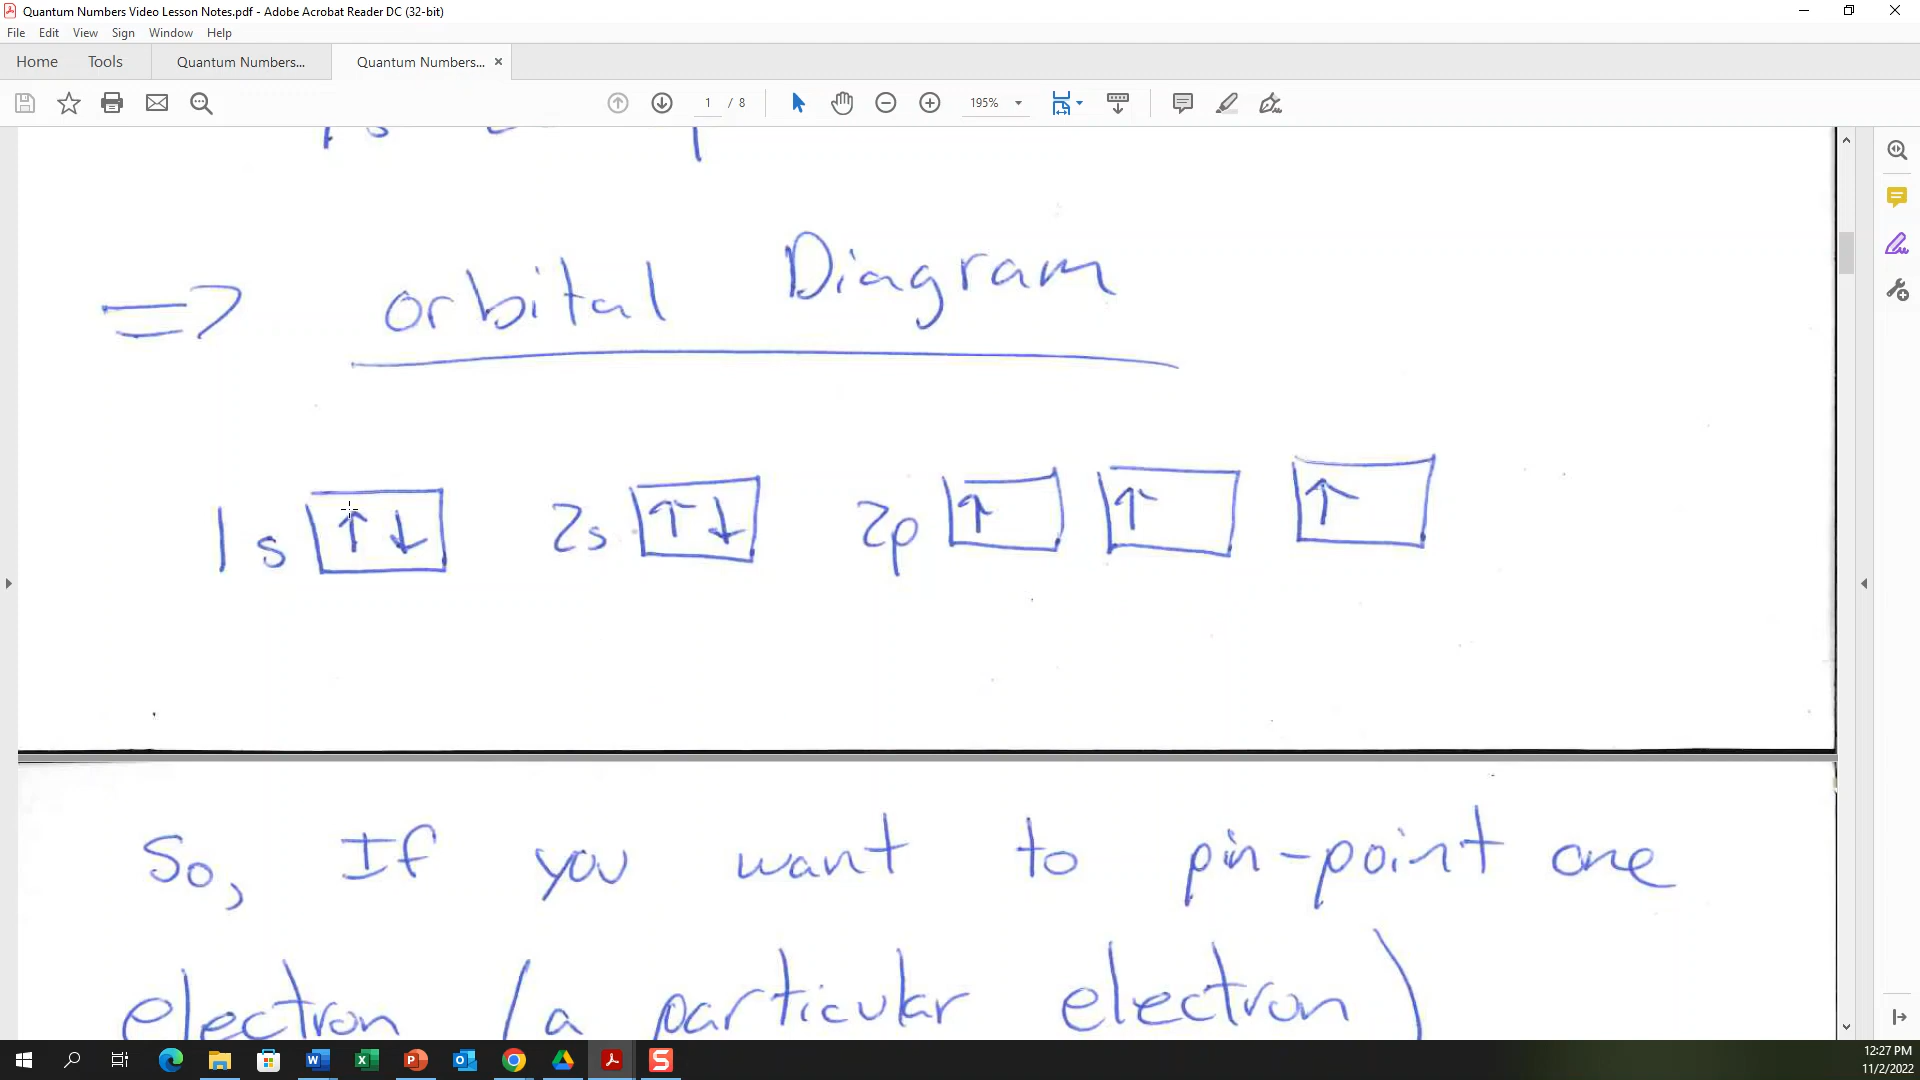 Quantum Numbers Video Lesson Notes.pdf - Adobe Acrobat Reader DC (32-bit)
File Edit View Sign Window Help
Home Tools Quantum Numbers... Quantum Numbers... ×
1 / 8 195%
=> orbital Diagram
1s ↑↓ 2s ↑↓ 2p ↑ ↑ ↑
So, If you want to pin-point one
electron (a particular electron)
12:27 PM
11/2/2022